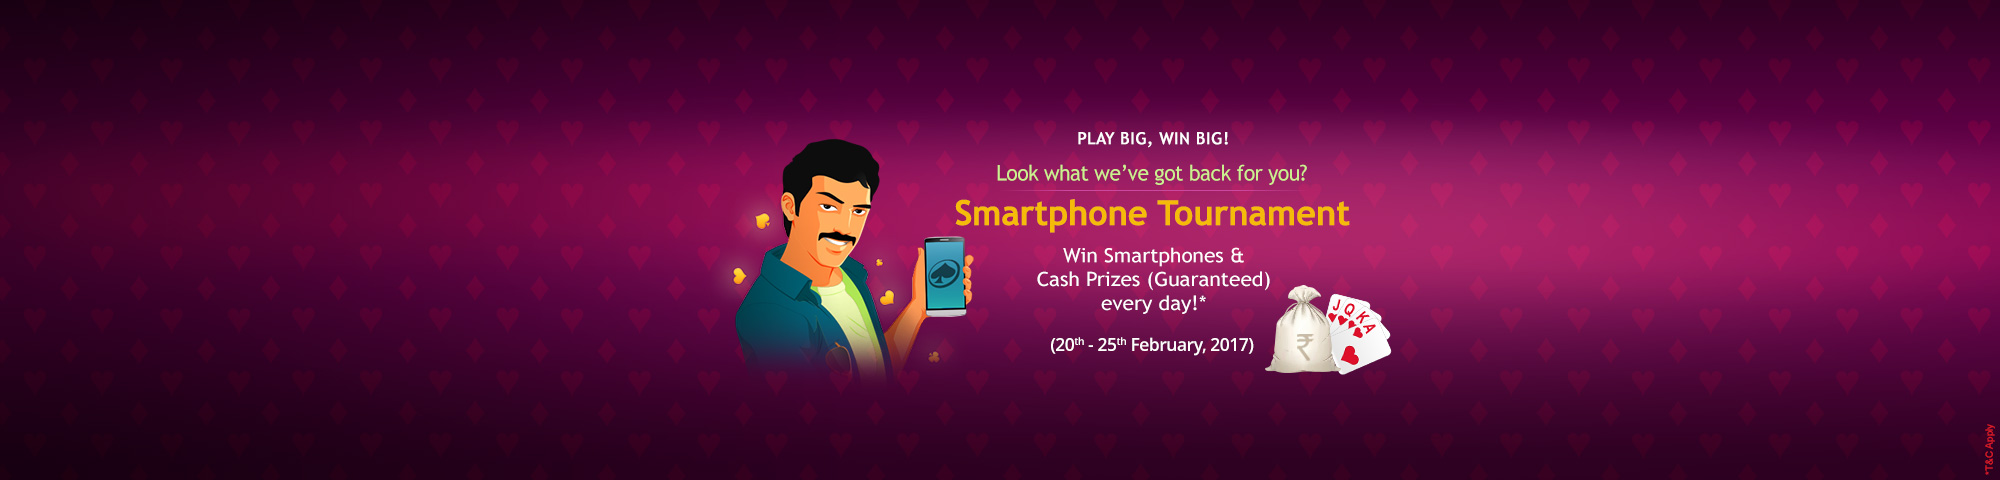 PLAY BIG, WIN BIG!
Look what we've got back for you?
Smartphone Tournament
Win Smartphones &
Cash Prizes (Guaranteed)
every day!*
(20th - 25th February, 2017)
₹
J Q K A
*T&C Apply